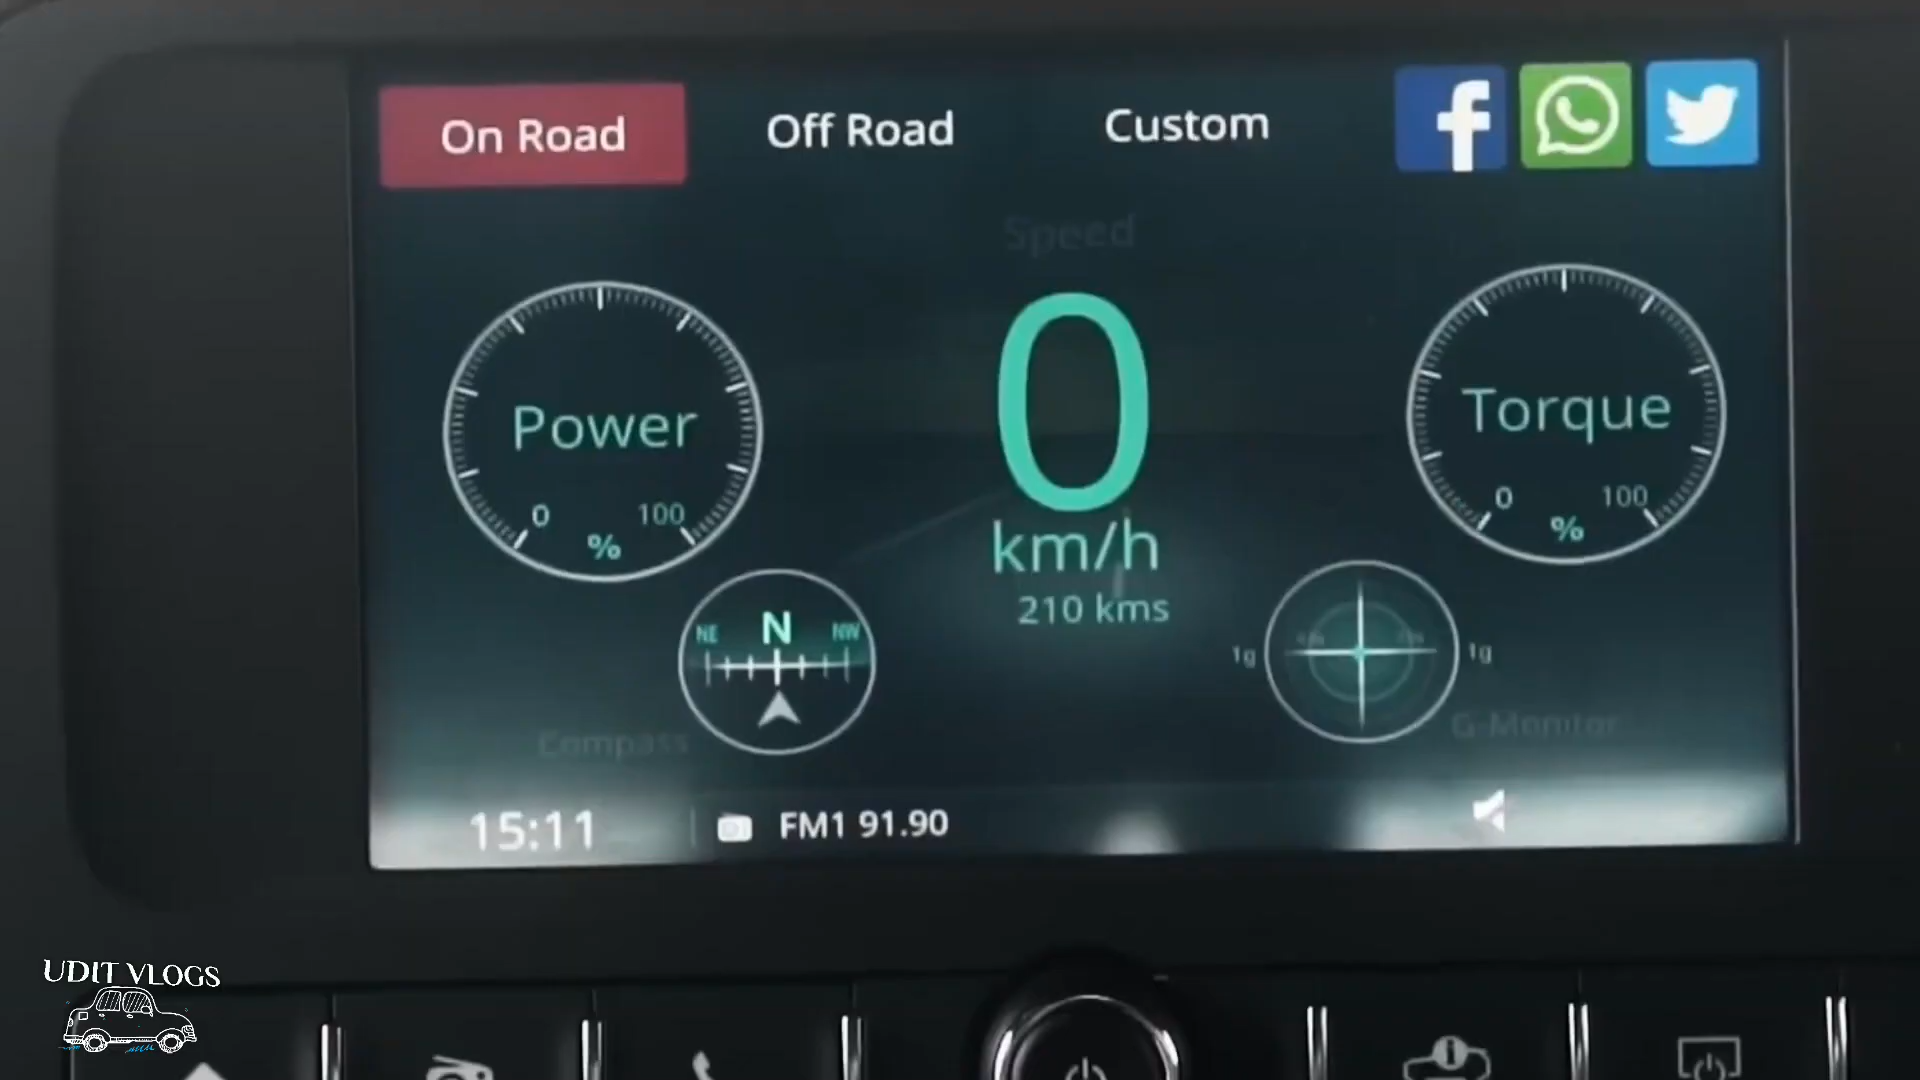 On Road
Off Road
Custom
Speed
0
km/h
210 kms
Power
0
100
%
Torque
0
100
%
NE
N
NW
Compass
1g
1g
G-Monitor
15:11
FM1 91.90
UDIT VLOGS